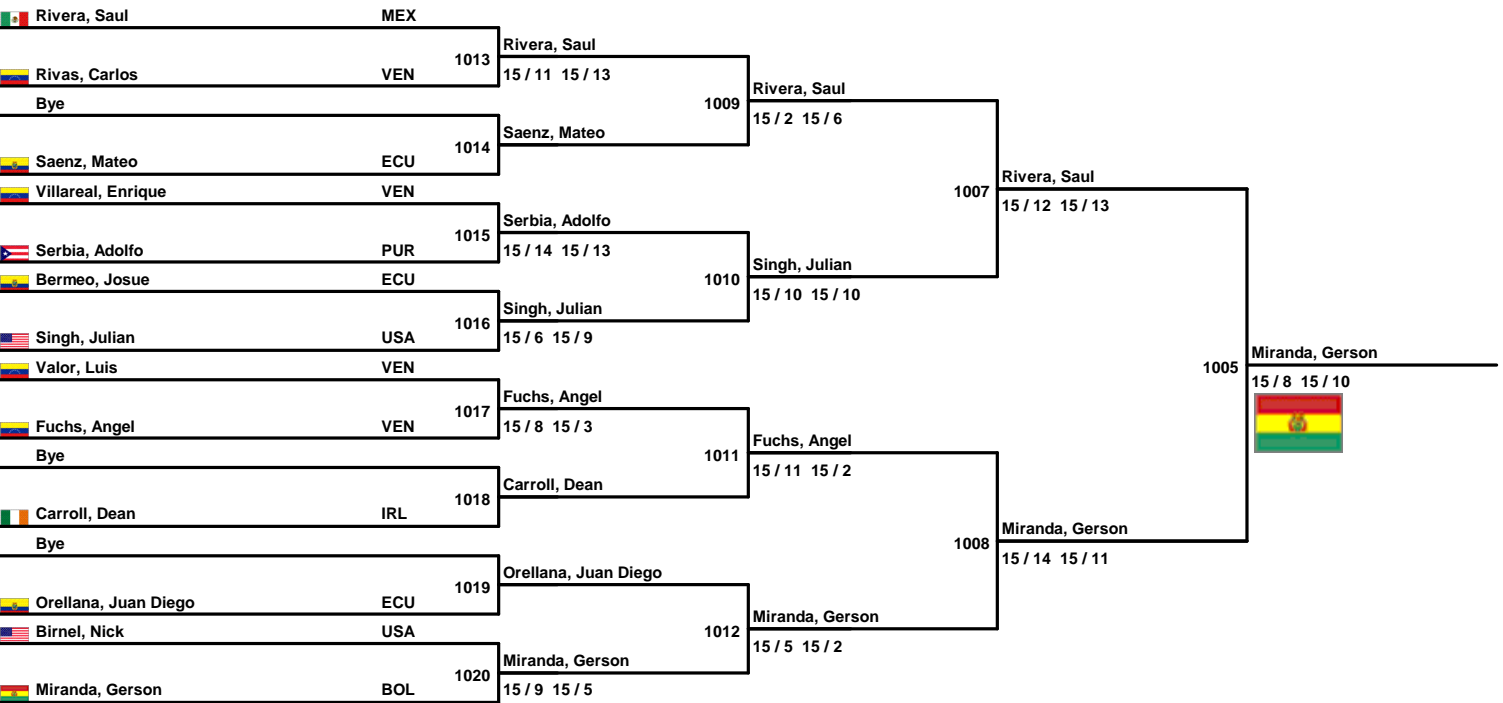 Rivera, Saul MEX
1013
Rivas, Carlos VEN
Rivera, Saul
15 / 11 15 / 13
Bye
1014
Saenz, Mateo ECU
Saenz, Mateo
1009
Rivera, Saul
15 / 2 15 / 6
Villareal, Enrique VEN
1015
Serbia, Adolfo PUR
Serbia, Adolfo
15 / 14 15 / 13
Bermeo, Josue ECU
1016
Singh, Julian USA
Singh, Julian
15 / 6 15 / 9
1010
Singh, Julian
15 / 10 15 / 10
1007
Rivera, Saul
15 / 12 15 / 13
Valor, Luis VEN
1017
Fuchs, Angel VEN
Fuchs, Angel
15 / 8 15 / 3
Bye
1018
Carroll, Dean IRL
Carroll, Dean
1011
Fuchs, Angel
15 / 11 15 / 2
Bye
1019
Orellana, Juan Diego ECU
Orellana, Juan Diego
Birnel, Nick USA
1020
Miranda, Gerson BOL
Miranda, Gerson
15 / 9 15 / 5
1012
Miranda, Gerson
15 / 5 15 / 2
1008
Miranda, Gerson
15 / 14 15 / 11
1005
Miranda, Gerson
15 / 8 15 / 10